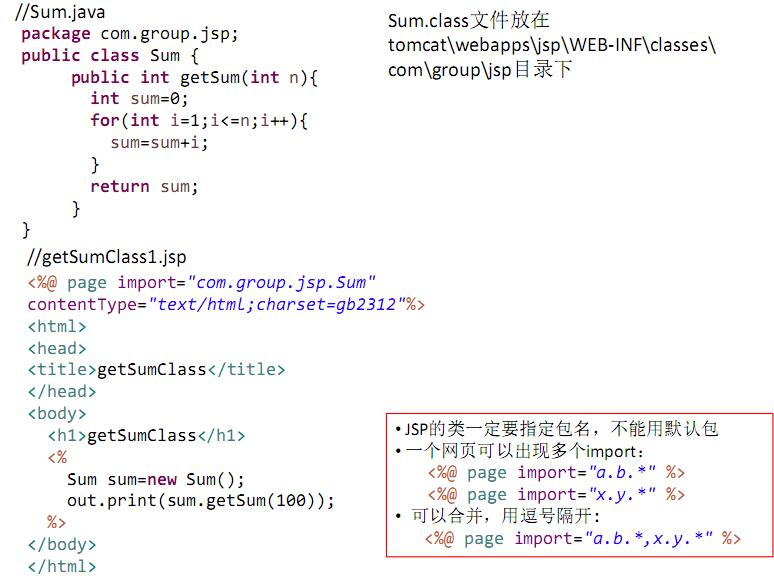 //Sum.java
package com.group.jsp;
public class Sum {
public int getSum(int n){
int sum=0;
for(int i=1;i<=n;i++){
sum=sum+i;
}
return sum;
}
}
Sum.class文件放在
tomcat\webapps\jsp\WEB-INF\classes\
com\group\jsp目录下
//getSumClass1.jsp
<%@ page import="com.group.jsp.Sum"
contentType="text/html;charset=gb2312"%>
<html>
<head>
<title>getSumClass</title>
</head>
<body>
<h1>getSumClass</h1>
<%
Sum sum=new Sum();
out.print(sum.getSum(100));
%>
</body>
</html>
• JSP的类一定要指定包名，不能用默认包
• 一个网页可以出现多个import：
<%@ page import="a.b.*" %>
<%@ page import="x.y.*" %>
• 可以合并，用逗号隔开:
<%@ page import="a.b.*,x.y.*" %>